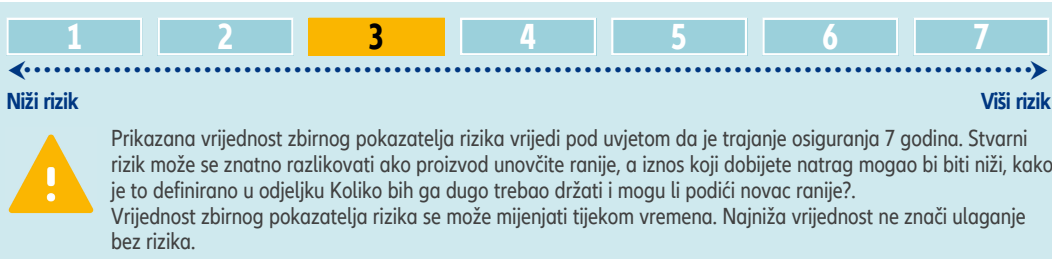 1 2 3 4 5 6 7
Niži rizik Viši rizik
Prikazana vrijednost zbirnog pokazatelja rizika vrijedi pod uvjetom da je trajanje osiguranja 7 godina. Stvarni
rizik može se znatno razlikovati ako proizvod unovčite ranije, a iznos koji dobijete natrag mogao bi biti niži, kako
je to definirano u odjeljku Koliko bih ga dugo trebao držati i mogu li podići novac ranije?.
Vrijednost zbirnog pokazatelja rizika se može mijenjati tijekom vremena. Najniža vrijednost ne znači ulaganje
bez rizika.